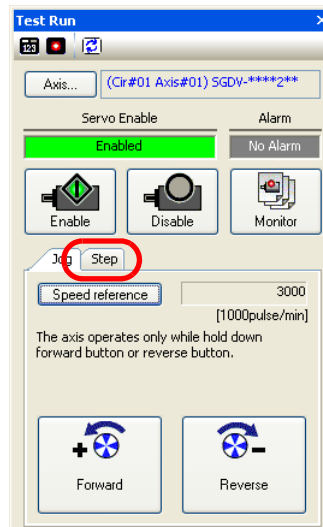 Test Run
123
Axis... (Cir#01 Axis#01) SGDV-****2**
Servo Enable Alarm
Enabled No Alarm
Enable Disable Monitor
Jog Step
Speed reference 3000
[1000pulse/min]
The axis operates only while hold down
forward button or reverse button.
+ -
Forward Reverse